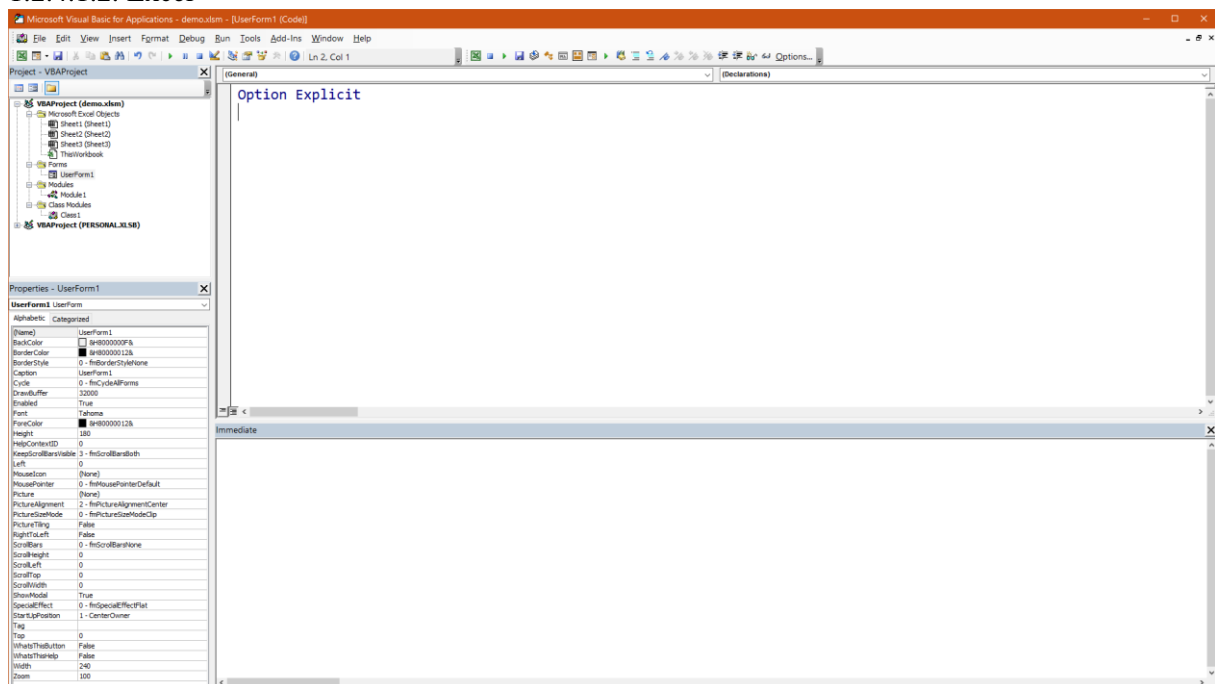 Microsoft Visual Basic for Applications - demo.xlsm - [UserForm1 (Code)]
File Edit View Insert Format Debug Run Tools Add-Ins Window Help
Ln 2, Col 1
Options...
Project - VBAProject
(General)
(Declarations)
VBAProject (demo.xlsm)
Microsoft Excel Objects
Sheet1 (Sheet1)
Sheet2 (Sheet2)
Sheet3 (Sheet3)
ThisWorkbook
Forms
UserForm1
Modules
Module1
Class Modules
Class1
VBAProject (PERSONAL.XLSB)
Option Explicit
Properties - UserForm1
UserForm1 UserForm
Alphabetic Categorized
(Name) UserForm1
BackColor &H8000000F&
BorderColor &H80000012&
BorderStyle 0 - fmBorderStyleNone
Caption UserForm1
Cycle 0 - fmCycleAllForms
DrawBuffer 32000
Enabled True
Font Tahoma
ForeColor &H80000012&
Height 180
HelpContextID 0
KeepScrollBarsVisible 3 - fmScrollBarsBoth
Left 0
MouseIcon (None)
MousePointer 0 - fmMousePointerDefault
Picture (None)
PictureAlignment 2 - fmPictureAlignmentCenter
PictureSizeMode 0 - fmPictureSizeModeClip
PictureTiling False
RightToLeft False
ScrollBars 0 - fmScrollBarsNone
ScrollHeight 0
ScrollLeft 0
ScrollTop 0
ScrollWidth 0
ShowModal True
SpecialEffect 0 - fmSpecialEffectFlat
StartUpPosition 1 - CenterOwner
Tag
Top 0
WhatsThisButton False
WhatsThisHelp False
Width 240
Zoom 100
Immediate